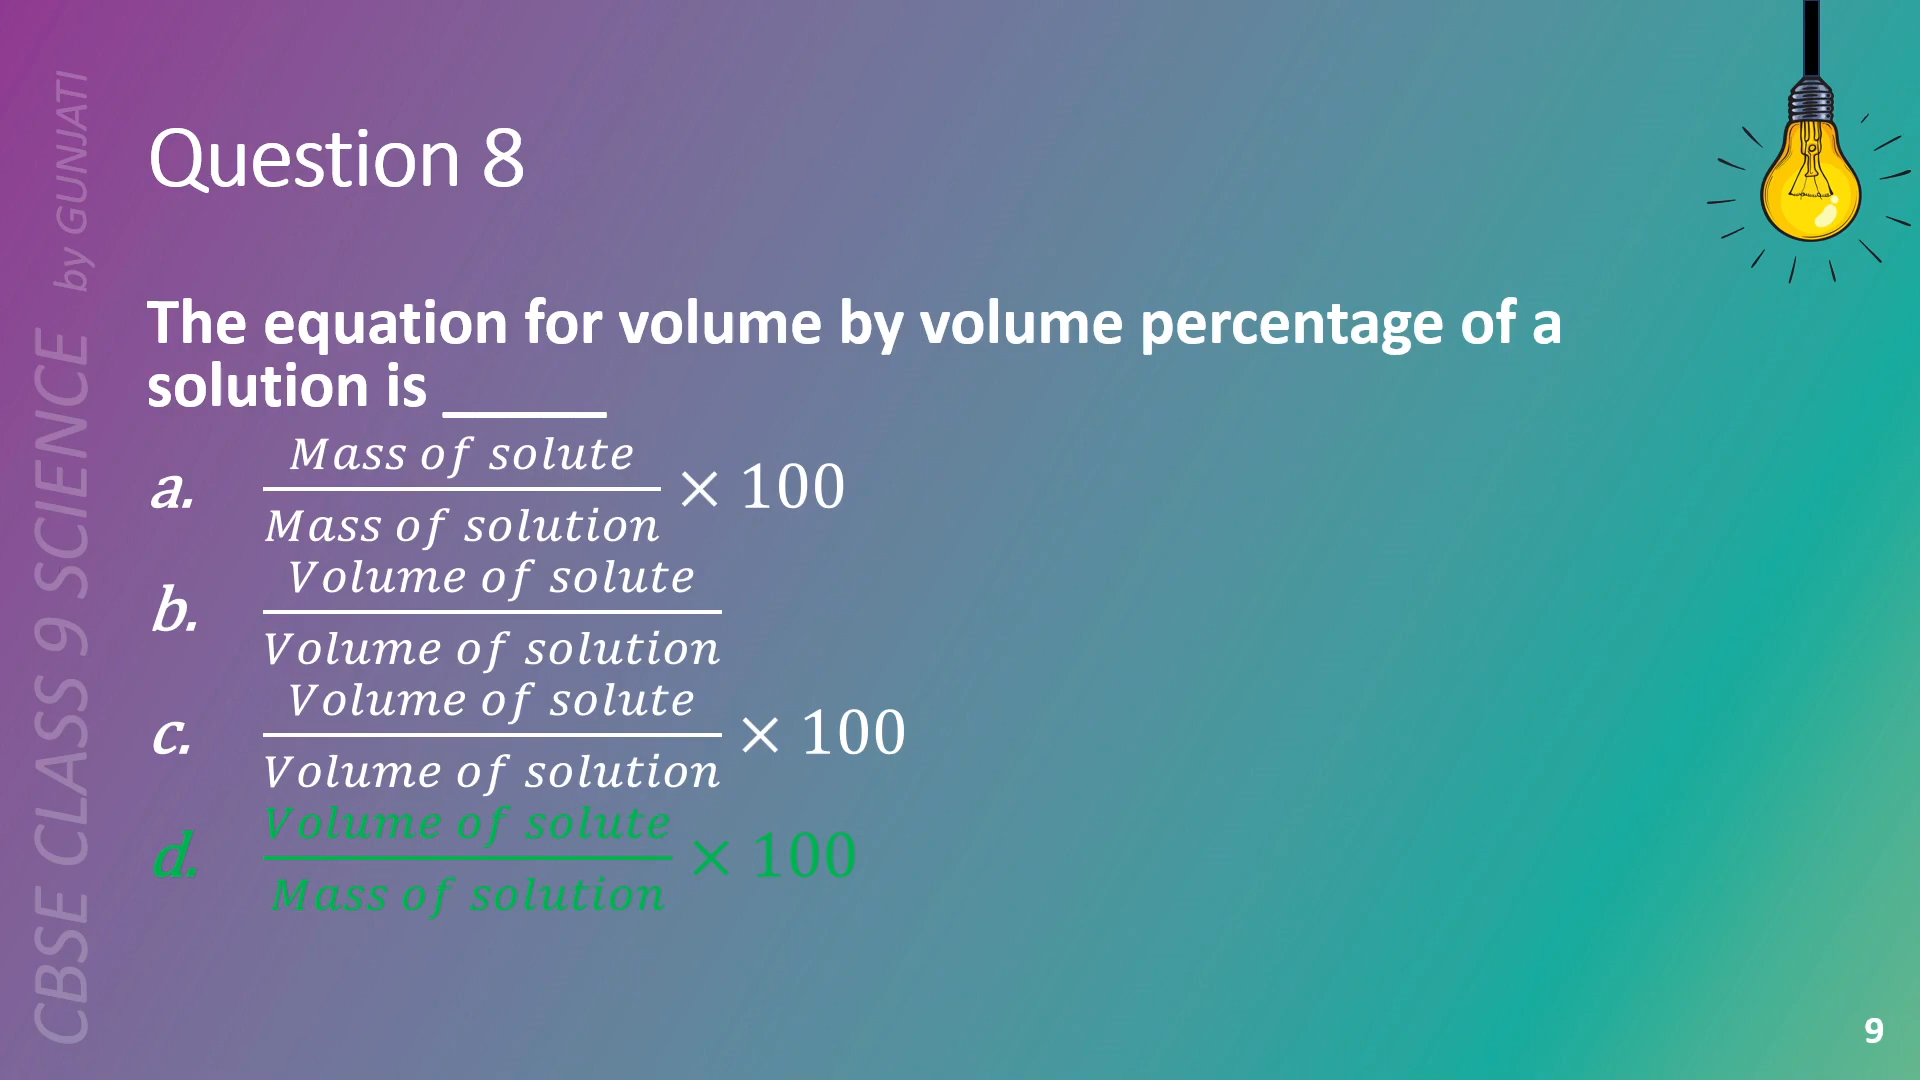 CBSE CLASS 9 SCIENCE by GUNJATI
Question 8
The equation for volume by volume percentage of a
solution is _____
a. Mass of solute
Mass of solution × 100
b. Volume of solute
Volume of solution
c. Volume of solute
Volume of solution × 100
d. Volume of solute
Mass of solution × 100
9